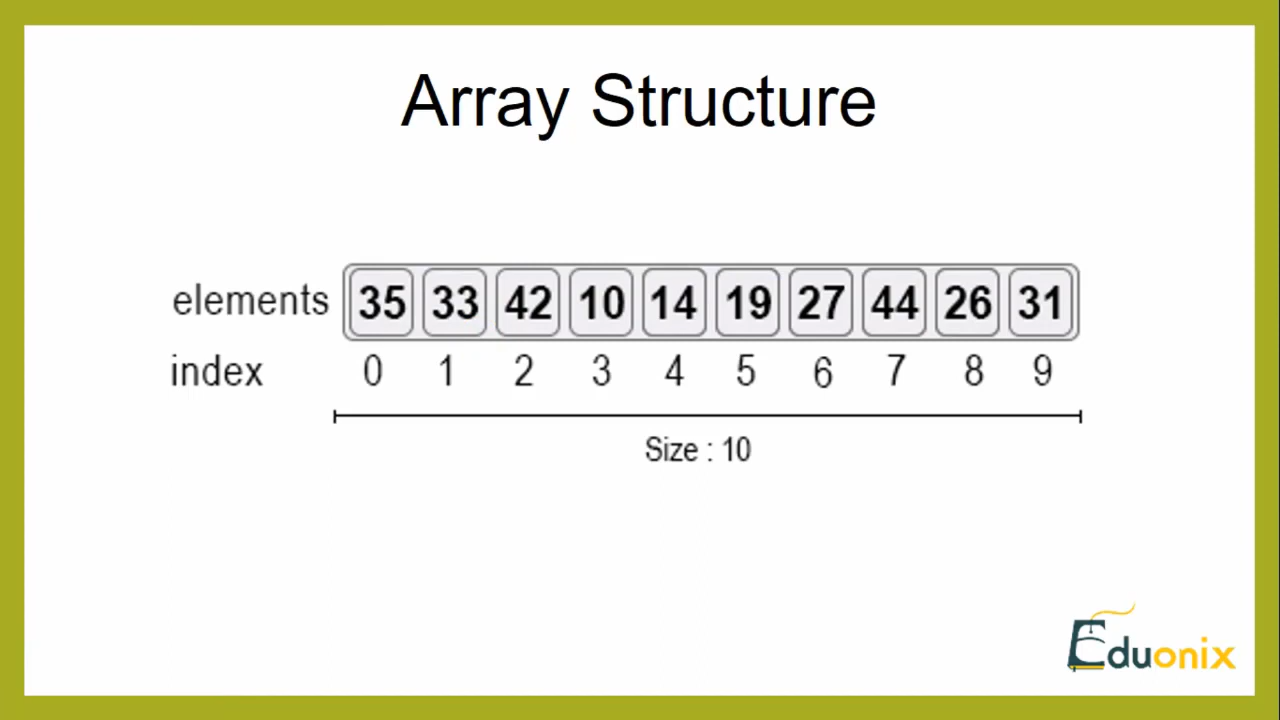 Array Structure
elements 35 33 42 10 14 19 27 44 26 31
index 0 1 2 3 4 5 6 7 8 9
Size : 10
Eduonix